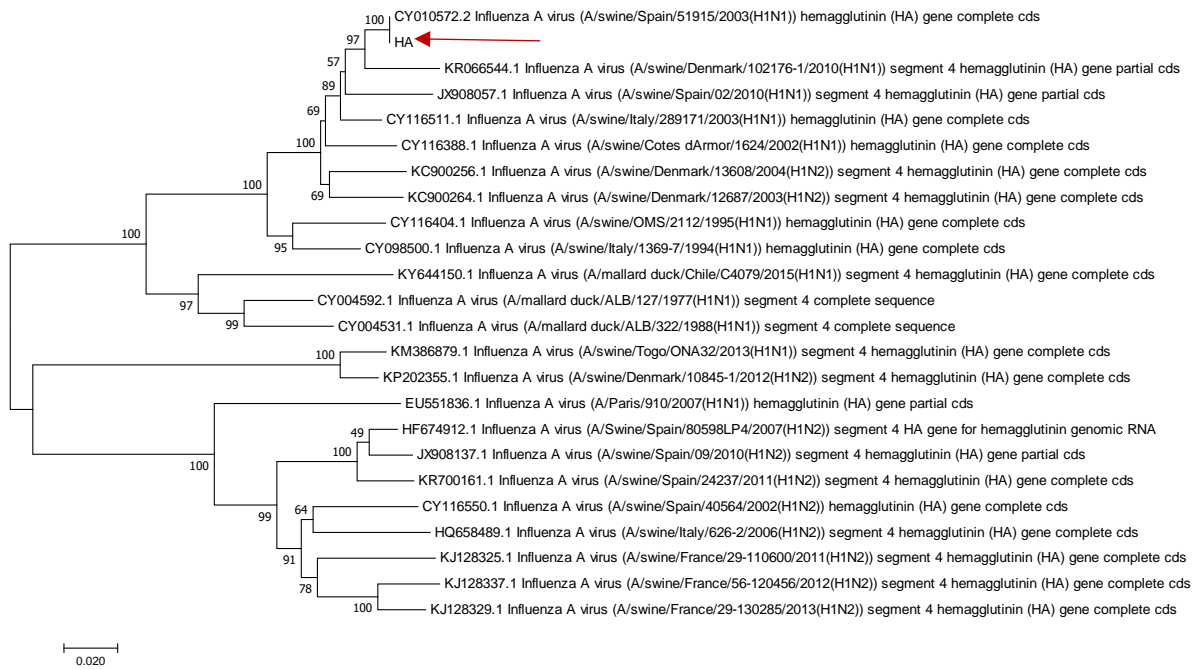 100
CY010572.2 Influenza A virus (A/swine/Spain/51915/2003(H1N1)) hemagglutinin (HA) gene complete cds
97
HA
57
KR066544.1 Influenza A virus (A/swine/Denmark/102176-1/2010(H1N1)) segment 4 hemagglutinin (HA) gene partial cds
89
JX908057.1 Influenza A virus (A/swine/Spain/02/2010(H1N1)) segment 4 hemagglutinin (HA) gene partial cds
69
CY116511.1 Influenza A virus (A/swine/Italy/289171/2003(H1N1)) hemagglutinin (HA) gene complete cds
100
CY116388.1 Influenza A virus (A/swine/Cotes dArmor/1624/2002(H1N1)) hemagglutinin (HA) gene complete cds
KC900256.1 Influenza A virus (A/swine/Denmark/13608/2004(H1N2)) segment 4 hemagglutinin (HA) gene complete cds
100
69
KC900264.1 Influenza A virus (A/swine/Denmark/12687/2003(H1N2)) segment 4 hemagglutinin (HA) gene complete cds
CY116404.1 Influenza A virus (A/swine/OMS/2112/1995(H1N1)) hemagglutinin (HA) gene complete cds
100
95
CY098500.1 Influenza A virus (A/swine/Italy/1369-7/1994(H1N1)) hemagglutinin (HA) gene complete cds
KY644150.1 Influenza A virus (A/mallard duck/Chile/C4079/2015(H1N1)) segment 4 hemagglutinin (HA) gene complete cds
97
CY004592.1 Influenza A virus (A/mallard duck/ALB/127/1977(H1N1)) segment 4 complete sequence
99
CY004531.1 Influenza A virus (A/mallard duck/ALB/322/1988(H1N1)) segment 4 complete sequence
100
KM386879.1 Influenza A virus (A/swine/Togo/ONA32/2013(H1N1)) segment 4 hemagglutinin (HA) gene complete cds
KP202355.1 Influenza A virus (A/swine/Denmark/10845-1/2012(H1N2)) segment 4 hemagglutinin (HA) gene complete cds
EU551836.1 Influenza A virus (A/Paris/910/2007(H1N1)) hemagglutinin (HA) gene partial cds
49
HF674912.1 Influenza A virus (A/Swine/Spain/80598LP4/2007(H1N2)) segment 4 HA gene for hemagglutinin genomic RNA
100
100
JX908137.1 Influenza A virus (A/swine/Spain/09/2010(H1N2)) segment 4 hemagglutinin (HA) gene partial cds
KR700161.1 Influenza A virus (A/swine/Spain/24237/2011(H1N2)) segment 4 hemagglutinin (HA) gene complete cds
99
64
CY116550.1 Influenza A virus (A/swine/Spain/40564/2002(H1N2)) hemagglutinin (HA) gene complete cds
HQ658489.1 Influenza A virus (A/swine/Italy/626-2/2006(H1N2)) segment 4 hemagglutinin (HA) gene complete cds
91
KJ128325.1 Influenza A virus (A/swine/France/29-110600/2011(H1N2)) segment 4 hemagglutinin (HA) gene complete cds
78
KJ128337.1 Influenza A virus (A/swine/France/56-120456/2012(H1N2)) segment 4 hemagglutinin (HA) gene complete cds
100
KJ128329.1 Influenza A virus (A/swine/France/29-130285/2013(H1N2)) segment 4 hemagglutinin (HA) gene complete cds
0.020